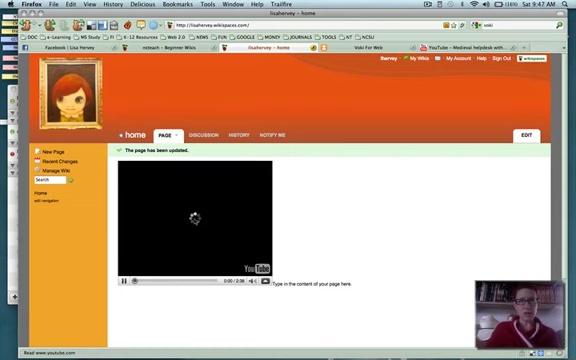 Firefox File Edit View History Delicious Bookmarks Tools Window Help Trailfire
Sat 9:47 AM
lisahervey – home
http://lisahervey.wikispaces.com/
voki
DOC e-Learning MS Study FI 6-12 Resources Web 2.0 NEWS FUN GOOGLE MONEY JOURNALS TOOLS NT NCSU
Facebook | Lisa Hervey
ncteach – Beginner Wikis
lisahervey – home
Voki For Web
YouTube – Medieval helpdesk with
lhervey My Wikis My Account Help Sign Out wikispaces
home PAGE DISCUSSION HISTORY NOTIFY ME EDIT
The page has been updated.
New Page
Recent Changes
Manage Wiki
Search
Home
edit navigation
YouTube
0:00 / 2:38
Type in the content of your page here.
Read www.youtube.com